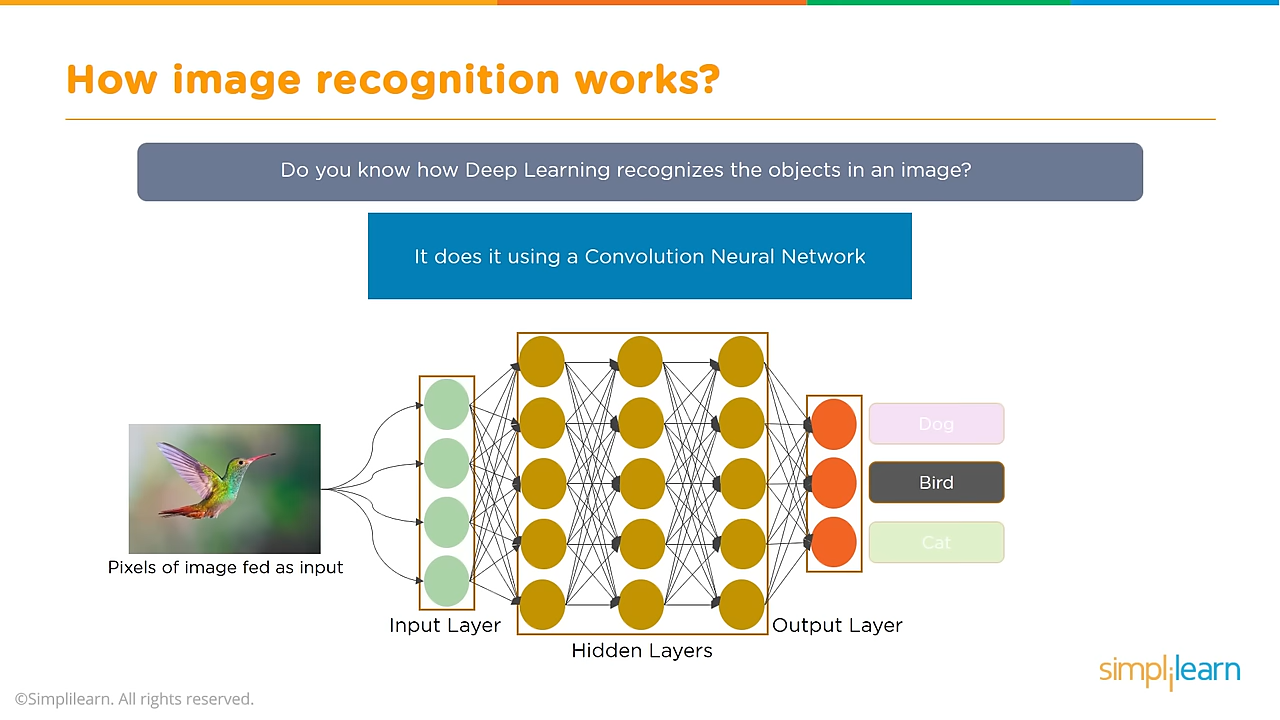 How image recognition works?
Do you know how Deep Learning recognizes the objects in an image?
It does it using a Convolution Neural Network
Dog
Bird
Cat
Pixels of image fed as input
Input Layer
Output Layer
Hidden Layers
simplilearn
©Simplilearn. All rights reserved.